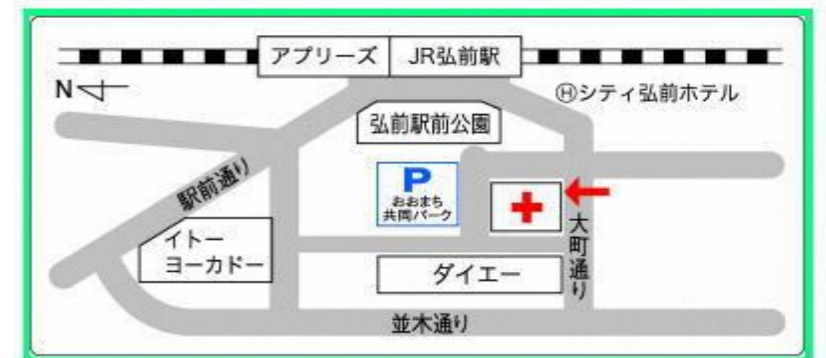 アプリーズ
JR弘前駅
N
Ⓗシティ弘前ホテル
弘前駅前公園
駅前通り
P
おおまち
共同パーク
イトー
ヨーカドー
大町通り
ダイエー
並木通り